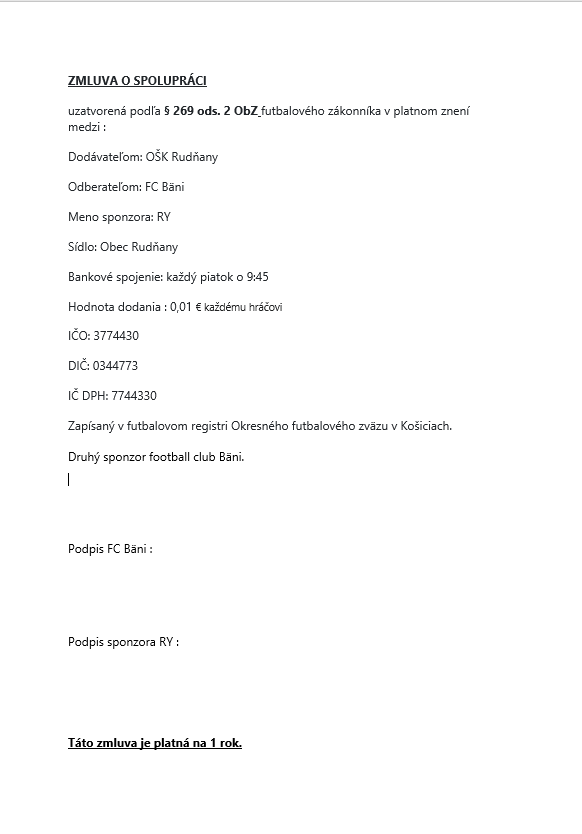 ZMLUVA O SPOLUPRÁCI
uzatvorená podľa § 269 ods. 2 ObZ futbalového zákonníka v platnom znení
medzi :
Dodávateľom: OŠK Rudňany
Odberateľom: FC Bäni
Meno sponzora: RY
Sídlo: Obec Rudňany
Bankové spojenie: každý piatok o 9:45
Hodnota dodania : 0,01 € každému hráčovi
IČO: 3774430
DIČ: 0344773
IČ DPH: 7744330
Zapísaný v futbalovom registri Okresného futbalového zväzu v Košiciach.
Druhý sponzor football club Bäni.
Podpis FC Bäni :
Podpis sponzora RY :
Táto zmluva je platná na 1 rok.